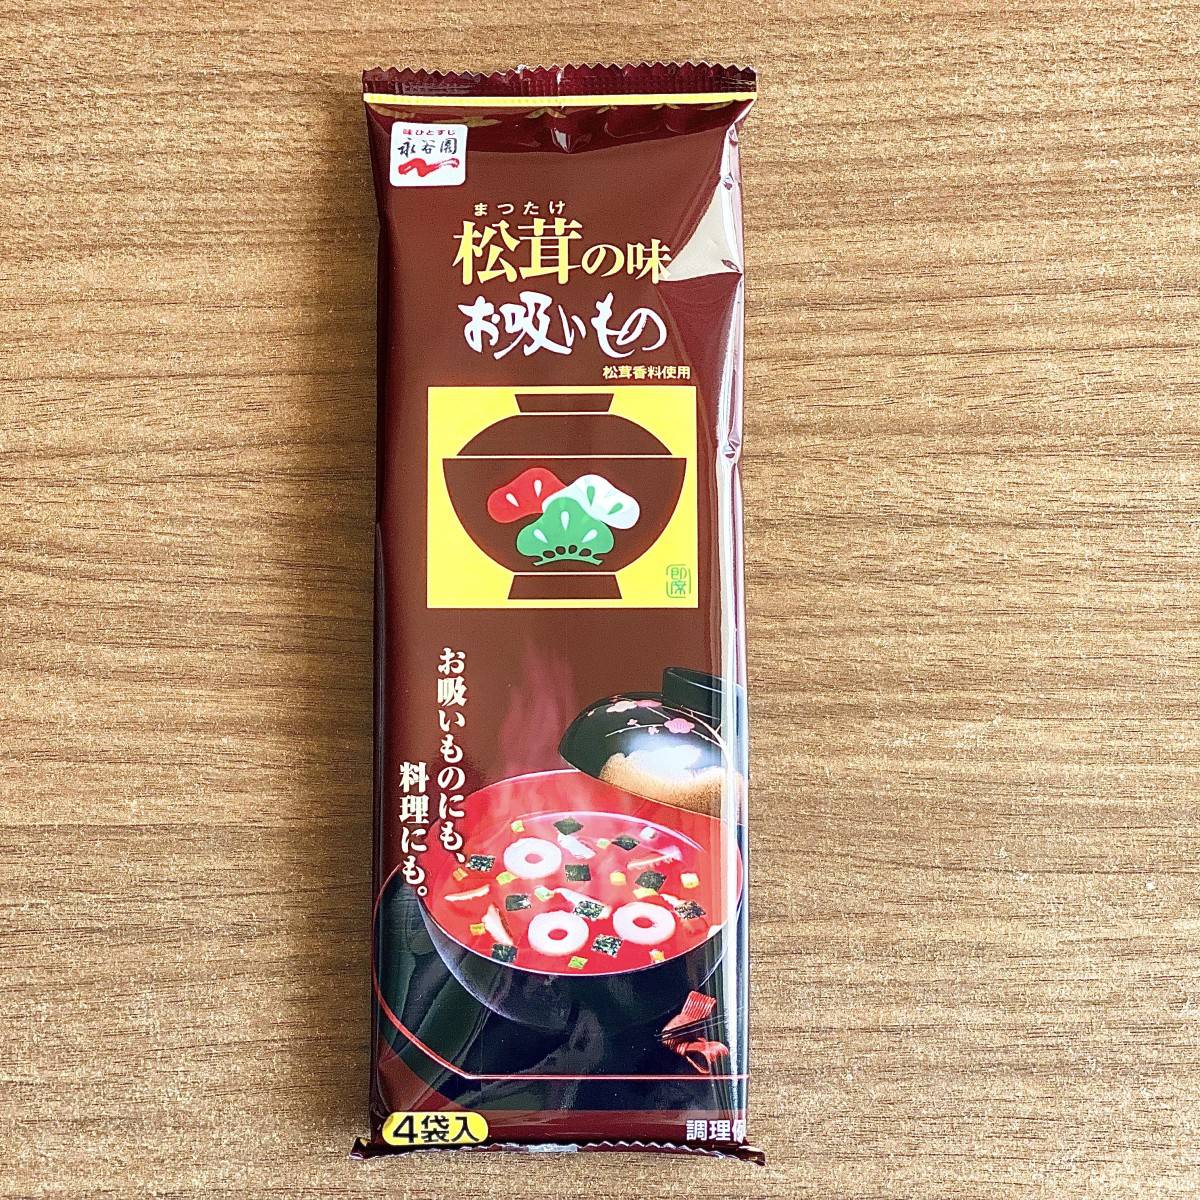 味ひとすじ
永谷園
まつたけ
松茸の味
お吸いもの
松茸香料使用
即席
お吸いものにも、
料理にも。
4袋入
調理例